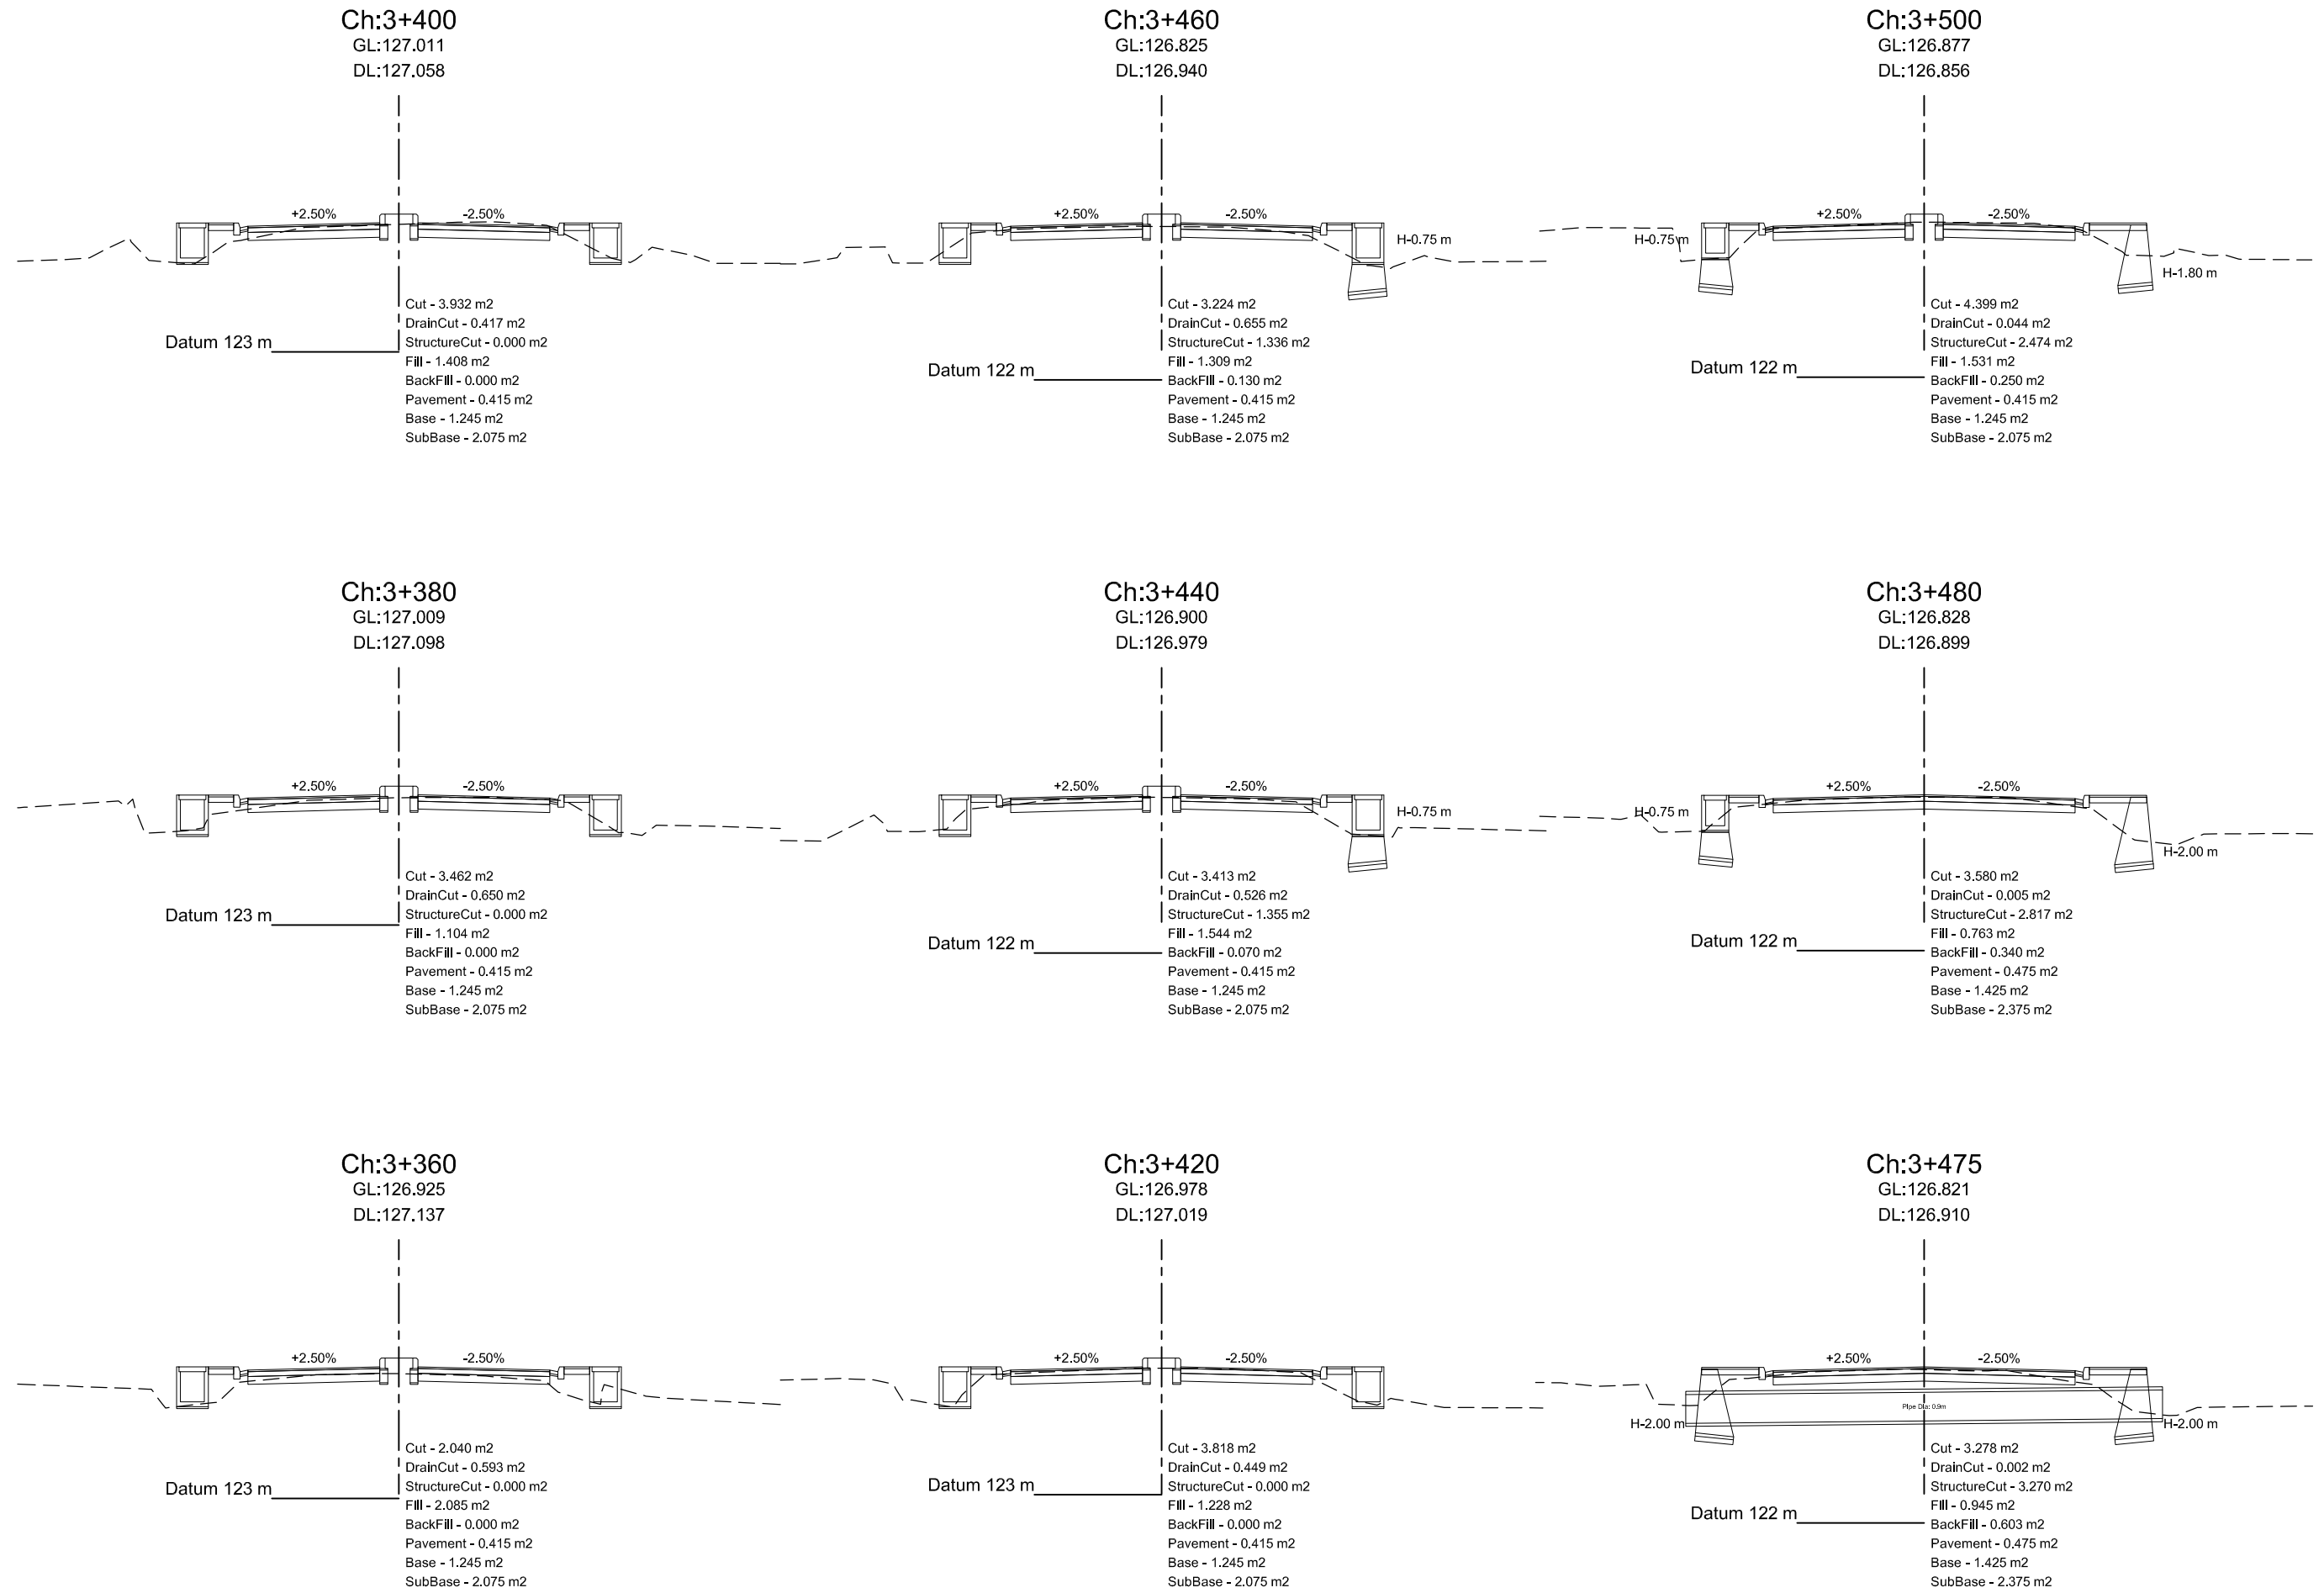 Ch:3+400
GL:127.011
DL:127.058
+2.50%
-2.50%
Cut - 3.932 m2
DrainCut - 0.417 m2
StructureCut - 0.000 m2
Datum 123 m
Fill - 1.408 m2
BackFill - 0.000 m2
Pavement - 0.415 m2
Base - 1.245 m2
SubBase - 2.075 m2
Ch:3+460
GL:126.825
DL:126.940
+2.50%
-2.50%
H-0.75 m
Cut - 3.224 m2
DrainCut - 0.655 m2
StructureCut - 1.336 m2
Fill - 1.309 m2
Datum 122 m
BackFill - 0.130 m2
Pavement - 0.415 m2
Base - 1.245 m2
SubBase - 2.075 m2
Ch:3+500
GL:126.877
DL:126.856
+2.50%
-2.50%
H-0.75 m
H-1.80 m
Cut - 4.399 m2
DrainCut - 0.044 m2
StructureCut - 2.474 m2
Fill - 1.531 m2
Datum 122 m
BackFill - 0.250 m2
Pavement - 0.415 m2
Base - 1.245 m2
SubBase - 2.075 m2
Ch:3+380
GL:127.009
DL:127.098
+2.50%
-2.50%
Cut - 3.462 m2
DrainCut - 0.650 m2
StructureCut - 0.000 m2
Datum 123 m
Fill - 1.104 m2
BackFill - 0.000 m2
Pavement - 0.415 m2
Base - 1.245 m2
SubBase - 2.075 m2
Ch:3+440
GL:126.900
DL:126.979
+2.50%
-2.50%
H-0.75 m
Cut - 3.413 m2
DrainCut - 0.526 m2
StructureCut - 1.355 m2
Fill - 1.544 m2
Datum 122 m
BackFill - 0.070 m2
Pavement - 0.415 m2
Base - 1.245 m2
SubBase - 2.075 m2
Ch:3+480
GL:126.828
DL:126.899
+2.50%
-2.50%
H-0.75 m
H-2.00 m
Cut - 3.580 m2
DrainCut - 0.005 m2
StructureCut - 2.817 m2
Fill - 0.763 m2
Datum 122 m
BackFill - 0.340 m2
Pavement - 0.475 m2
Base - 1.425 m2
SubBase - 2.375 m2
Ch:3+360
GL:126.925
DL:127.137
+2.50%
-2.50%
Cut - 2.040 m2
DrainCut - 0.593 m2
StructureCut - 0.000 m2
Datum 123 m
Fill - 2.085 m2
BackFill - 0.000 m2
Pavement - 0.415 m2
Base - 1.245 m2
SubBase - 2.075 m2
Ch:3+420
GL:126.978
DL:127.019
+2.50%
-2.50%
Cut - 3.818 m2
DrainCut - 0.449 m2
StructureCut - 0.000 m2
Datum 123 m
Fill - 1.228 m2
BackFill - 0.000 m2
Pavement - 0.415 m2
Base - 1.245 m2
SubBase - 2.075 m2
Ch:3+475
GL:126.821
DL:126.910
+2.50%
-2.50%
Pipe Dia: 0.9m
H-2.00 m
H-2.00 m
Cut - 3.278 m2
DrainCut - 0.002 m2
StructureCut - 3.270 m2
Fill - 0.945 m2
Datum 122 m
BackFill - 0.603 m2
Pavement - 0.475 m2
Base - 1.425 m2
SubBase - 2.375 m2